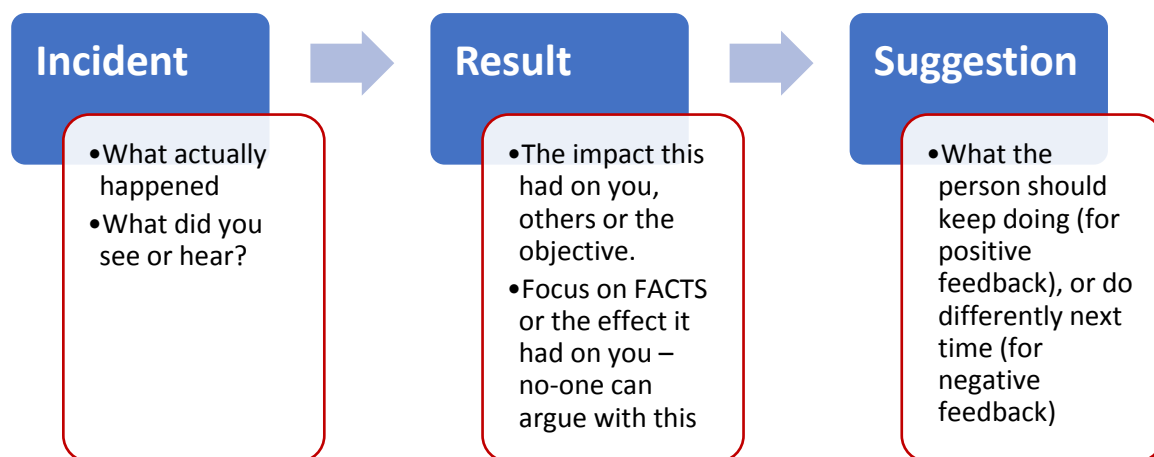 Incident
•What actually
happened
•What did you
see or hear?
Result
•The impact this
had on you,
others or the
objective.
•Focus on FACTS
or the effect it
had on you –
no-one can
argue with this
Suggestion
•What the
person should
keep doing (for
positive
feedback), or do
differently next
time (for
negative
feedback)